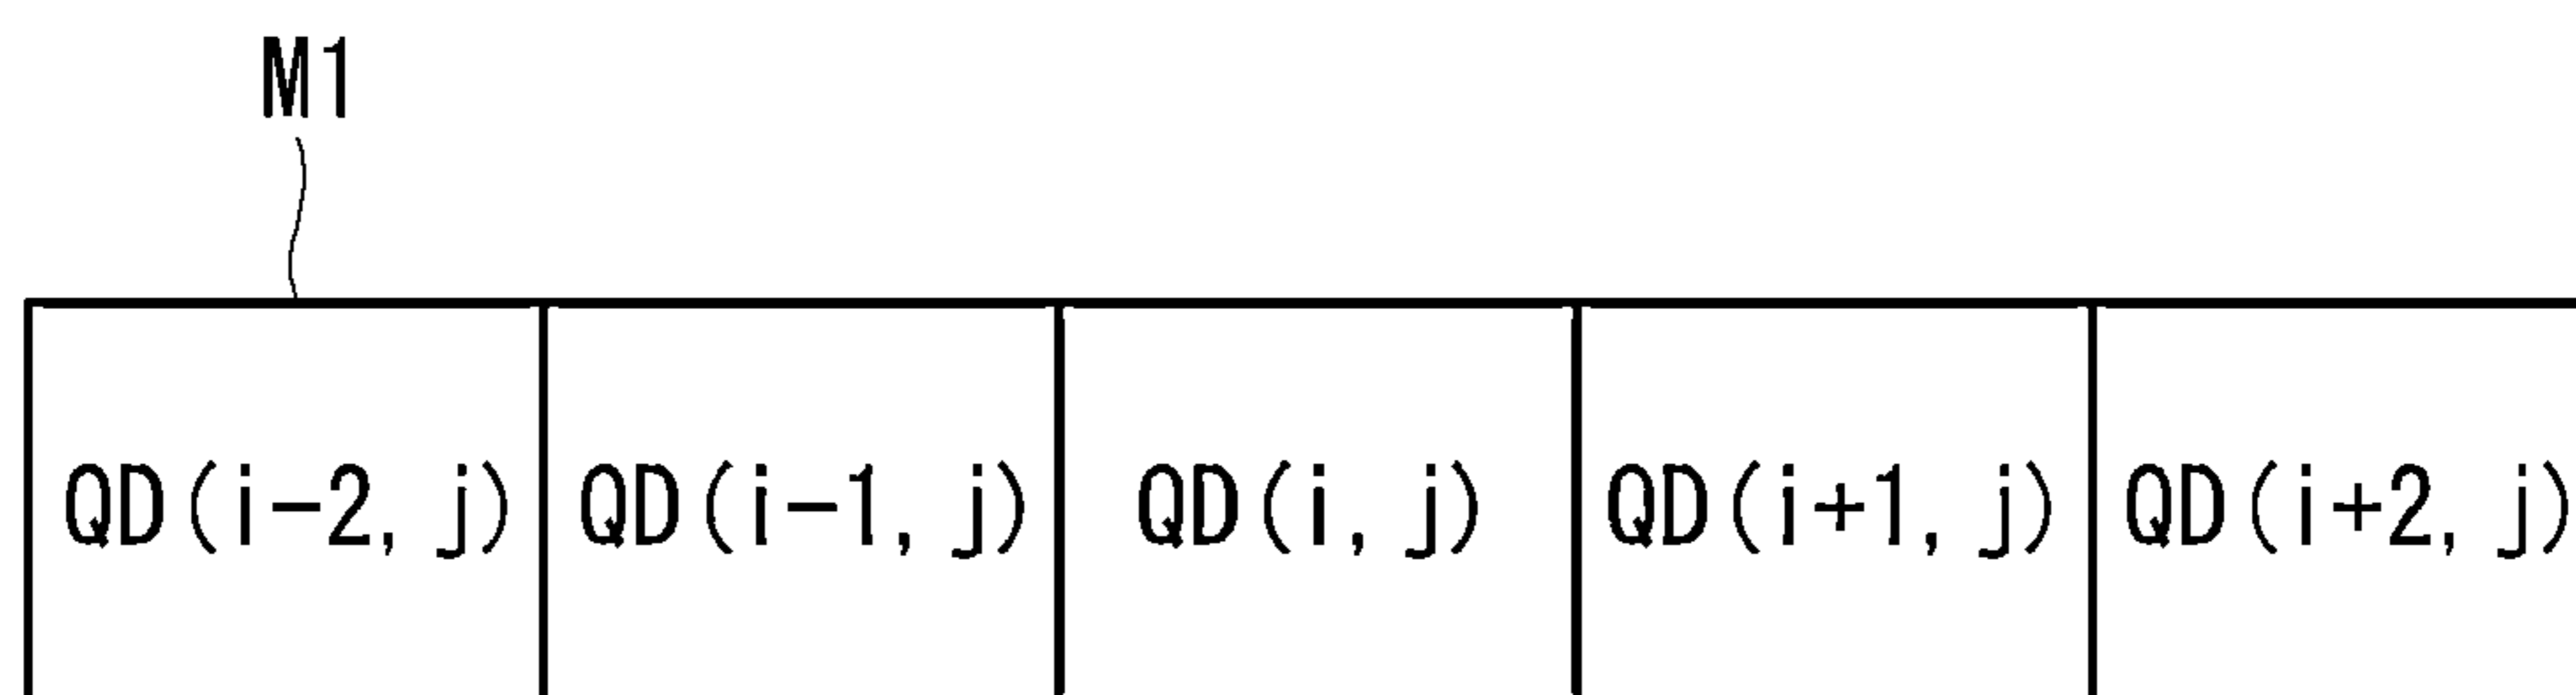 M1
QD(i-2, j) QD(i-1, j) QD(i, j) QD(i+1, j) QD(i+2, j)